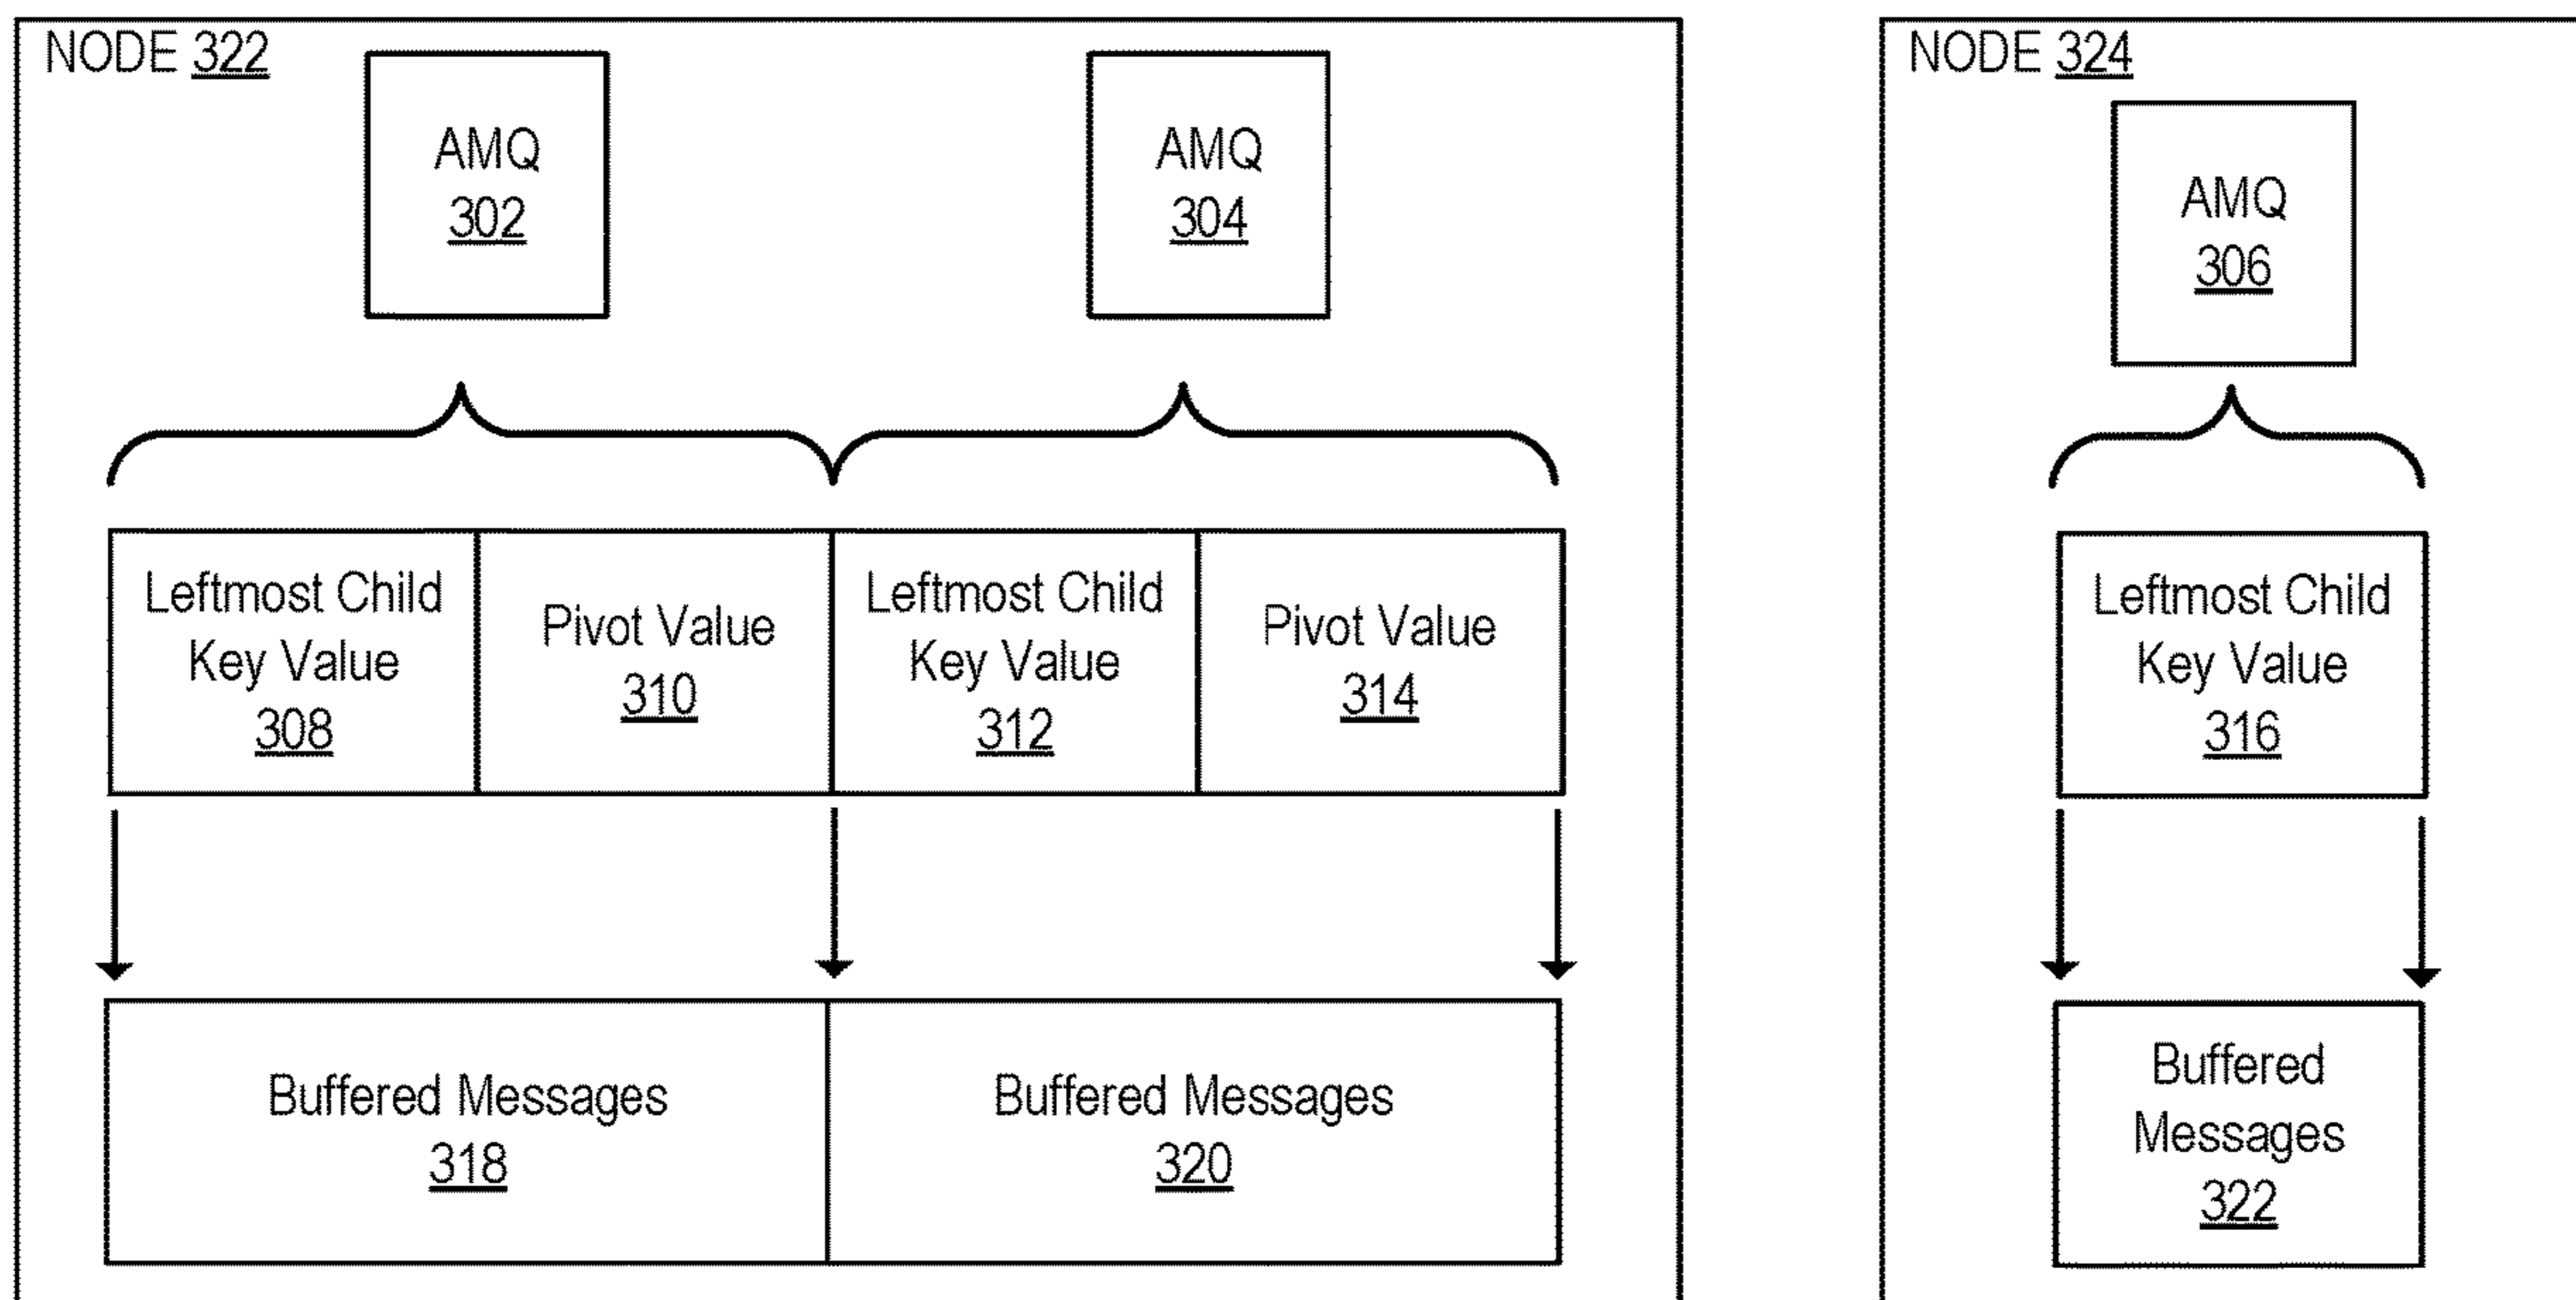 NODE 322
AMQ
302
AMQ
304
Leftmost Child
Key Value
308
Pivot Value
310
Leftmost Child
Key Value
312
Pivot Value
314
Buffered Messages
318
Buffered Messages
320
NODE 324
AMQ
306
Leftmost Child
Key Value
316
Buffered
Messages
322